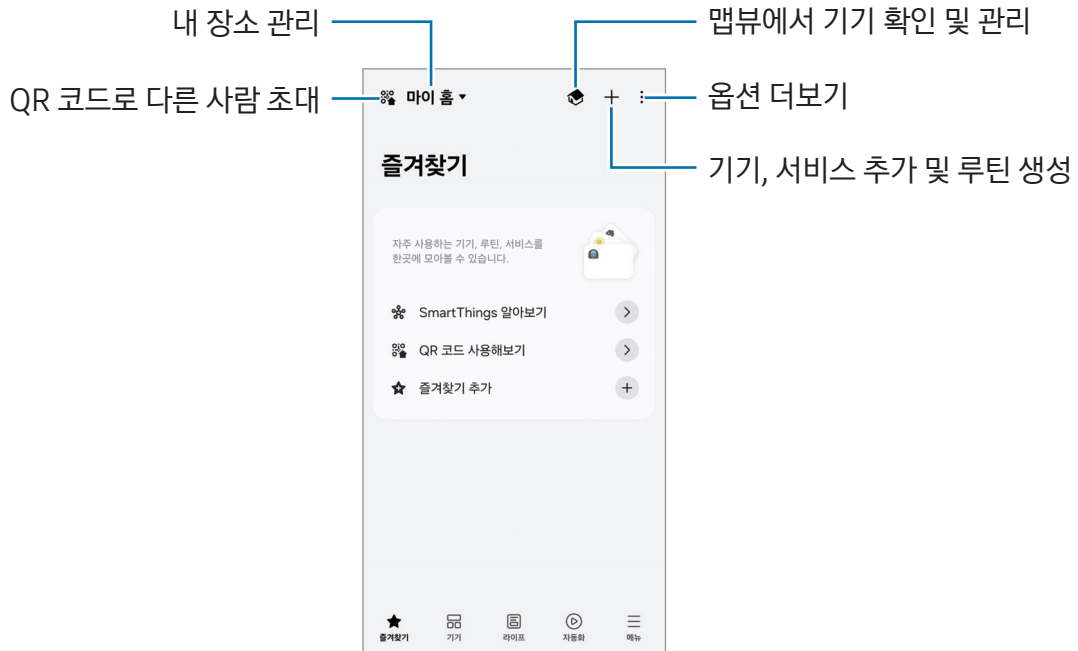 내 장소 관리
맵뷰에서 기기 확인 및 관리
QR 코드로 다른 사람 초대
마이 홈
옵션 더보기
즐겨찾기
기기, 서비스 추가 및 루틴 생성
자주 사용하는 기기, 루틴, 서비스를
한곳에 모아볼 수 있습니다.
SmartThings 알아보기
QR 코드 사용해보기
즐겨찾기 추가
즐겨찾기
기기
라이프
자동화
메뉴